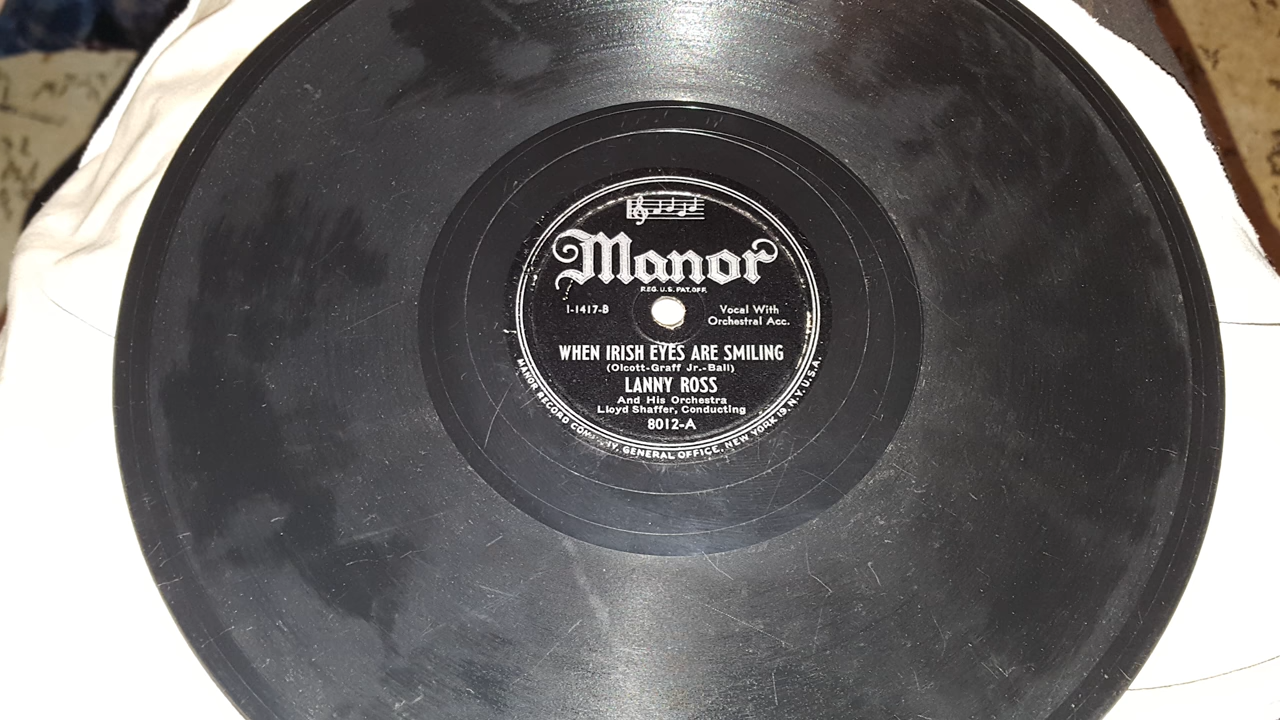 Manor
REG. U.S. PAT. OFF.
1-1417-B
Vocal With
Orchestral Acc.
WHEN IRISH EYES ARE SMILING
(Olcott-Graff Jr.-Ball)
LANNY ROSS
And His Orchestra
Lloyd Shaffer, Conducting
8012-A
MANOR RECORD GENERAL OFFICE, NEW YORK 19, N.Y. U.S.A.